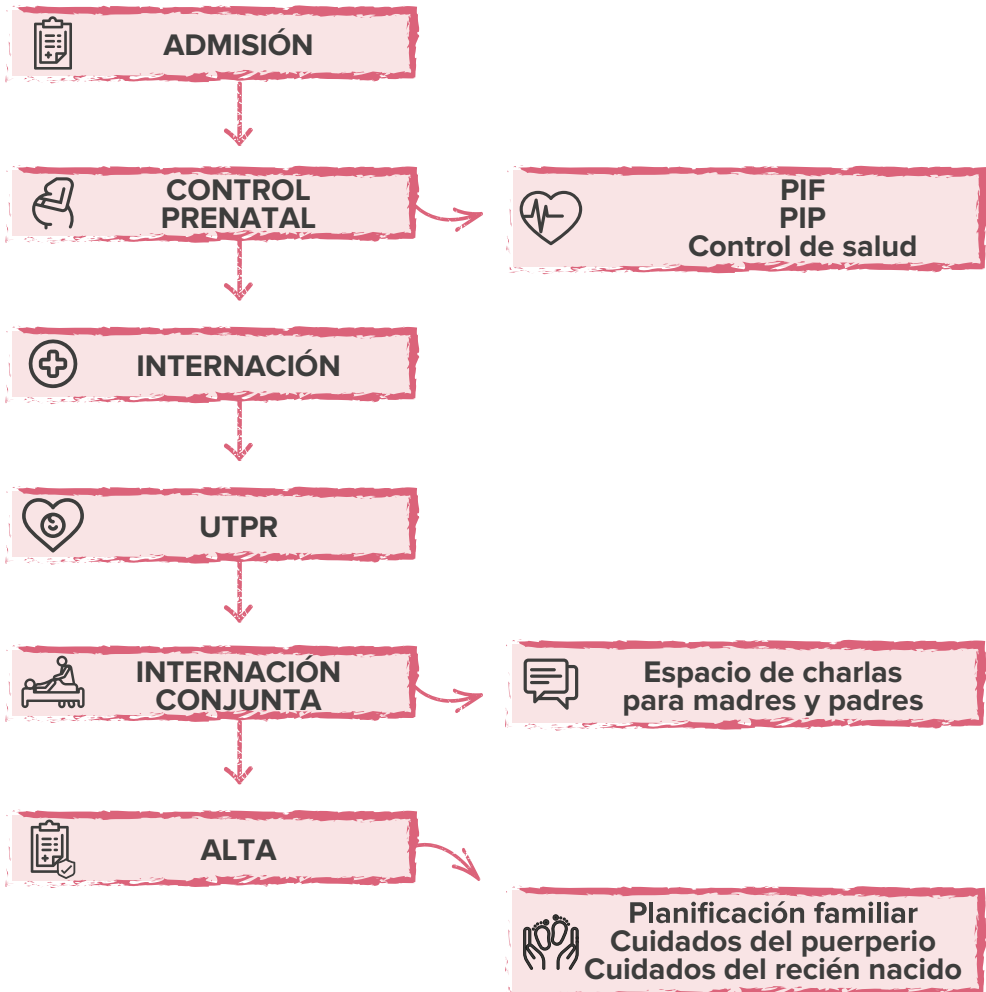 ADMISIÓN
CONTROL
PRENATAL
PIF
PIP
Control de salud
INTERNACIÓN
UTPR
INTERNACIÓN
CONJUNTA
Espacio de charlas
para madres y padres
ALTA
Planificación familiar
Cuidados del puerperio
Cuidados del recién nacido